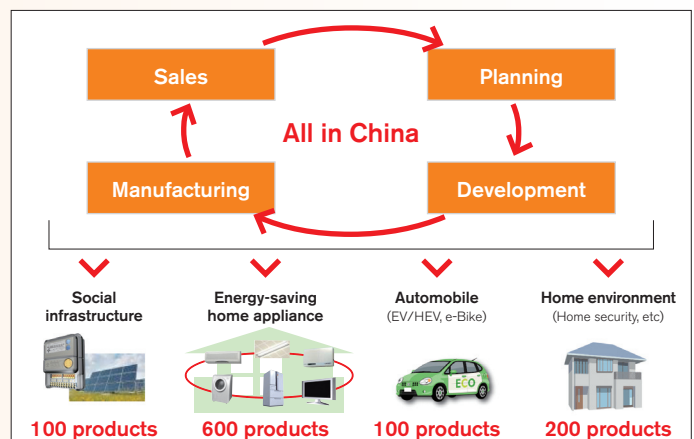 Sales
Planning
All in China
Manufacturing
Development
Social
infrastructure
Energy-saving
home appliance
Automobile
(EV/HEV, e-Bike)
Home environment
(Home security, etc)
ECO
100 products
600 products
100 products
200 products